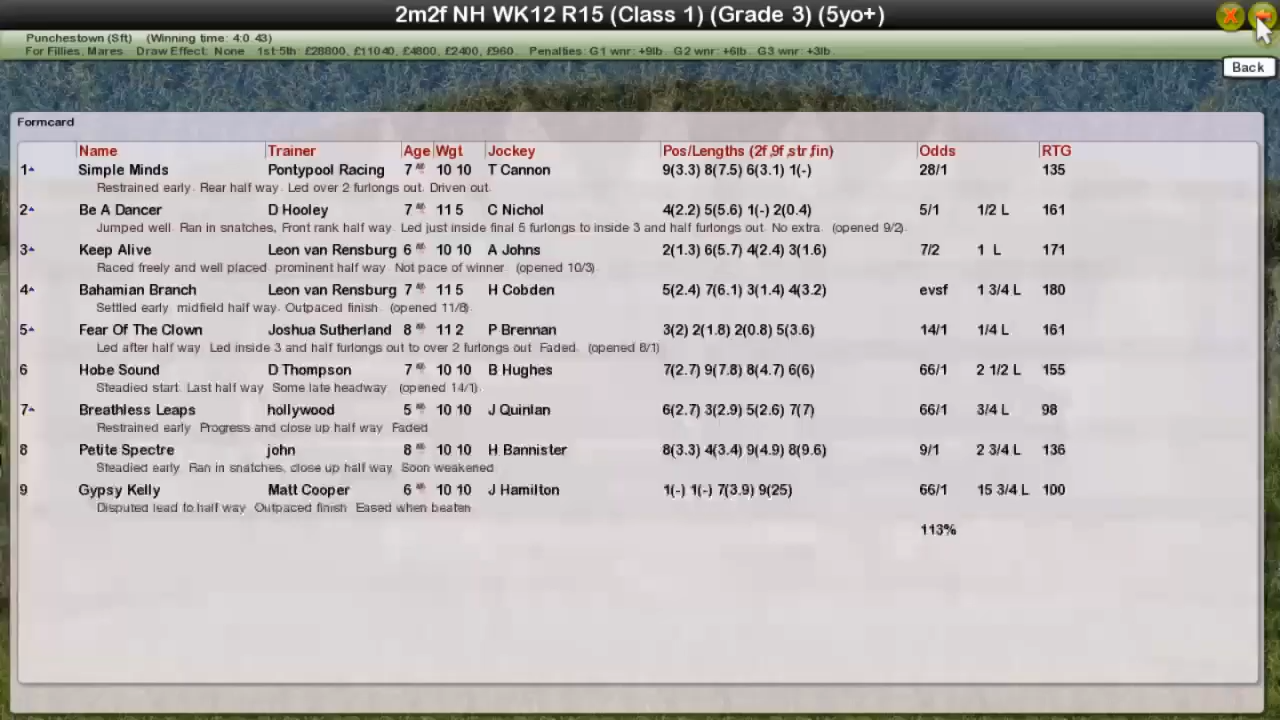 2m2f NH WK12 R15 (Class 1) (Grade 3) (5yo+)
Punchestown (Sft) (Winning time: 4:0 43)
For Fillies, Mares. Draw Effect: None 1st-5th: £28800, £11040, £4800, £2400, £960. Penalties: G1 wnr: +9lb. G2 wnr: +6lb. G3 wnr: +3lb.
Back
Formcard
Name Trainer Age Wgt Jockey Pos/Lengths (2f,9f,str,fin) Odds RTG
1 Simple Minds Pontypool Racing 7 10 10 T Cannon 9(3.3) 8(7.5) 6(3.1) 1(-) 28/1 135
Restrained early. Rear half way. Led over 2 furlongs out. Driven out.
2 Be A Dancer D Hooley 7 11 5 C Nichol 4(2.2) 5(5.6) 1(-) 2(0.4) 5/1 1/2 L 161
Jumped well. Ran in snatches, Front rank half way. Led just inside final 5 furlongs to inside 3 and half furlongs out. No extra. (opened 9/2).
3 Keep Alive Leon van Rensburg 6 10 10 A Johns 2(1.3) 6(5.7) 4(2.4) 3(1.6) 7/2 1 L 171
Raced freely and well placed, prominent half way. Not pace of winner. (opened 10/3)
4 Bahamian Branch Leon van Rensburg 7 11 5 H Cobden 5(2.4) 7(6.1) 3(1.4) 4(3.2) evsf 1 3/4 L 180
Settled early, midfield half way. Outpaced finish. (opened 11/8).
5 Fear Of The Clown Joshua Sutherland 8 11 2 P Brennan 3(2) 2(1.8) 2(0.8) 5(3.6) 14/1 1/4 L 161
Led after half way. Led inside 3 and half furlongs out to over 2 furlongs out. Faded. (opened 8/1)
6 Hobe Sound D Thompson 7 10 10 B Hughes 7(2.7) 9(7.8) 8(4.7) 6(6) 66/1 2 1/2 L 155
Steadied start. Last half way. Some late headway. (opened 14/1).
7 Breathless Leaps hollywood 5 10 10 J Quinlan 6(2.7) 3(2.9) 5(2.6) 7(7) 66/1 3/4 L 98
Restrained early. Progress and close up half way. Faded.
8 Petite Spectre john 8 10 10 H Bannister 8(3.3) 4(3.4) 9(4.9) 8(9.6) 9/1 2 3/4 L 136
Steadied early. Ran in snatches, close up half way. Soon weakened.
9 Gypsy Kelly Matt Cooper 6 10 10 J Hamilton 1(-) 1(-) 7(3.9) 9(25) 66/1 15 3/4 L 100
Disputed lead to half way. Outpaced finish. Eased when beaten.
113%